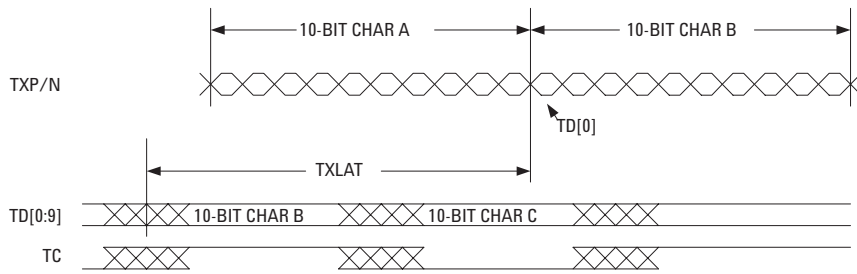 10-BIT CHAR A 10-BIT CHAR B
TXP/N
TD[0]
TXLAT
TD[0:9] 10-BIT CHAR B 10-BIT CHAR C
TC